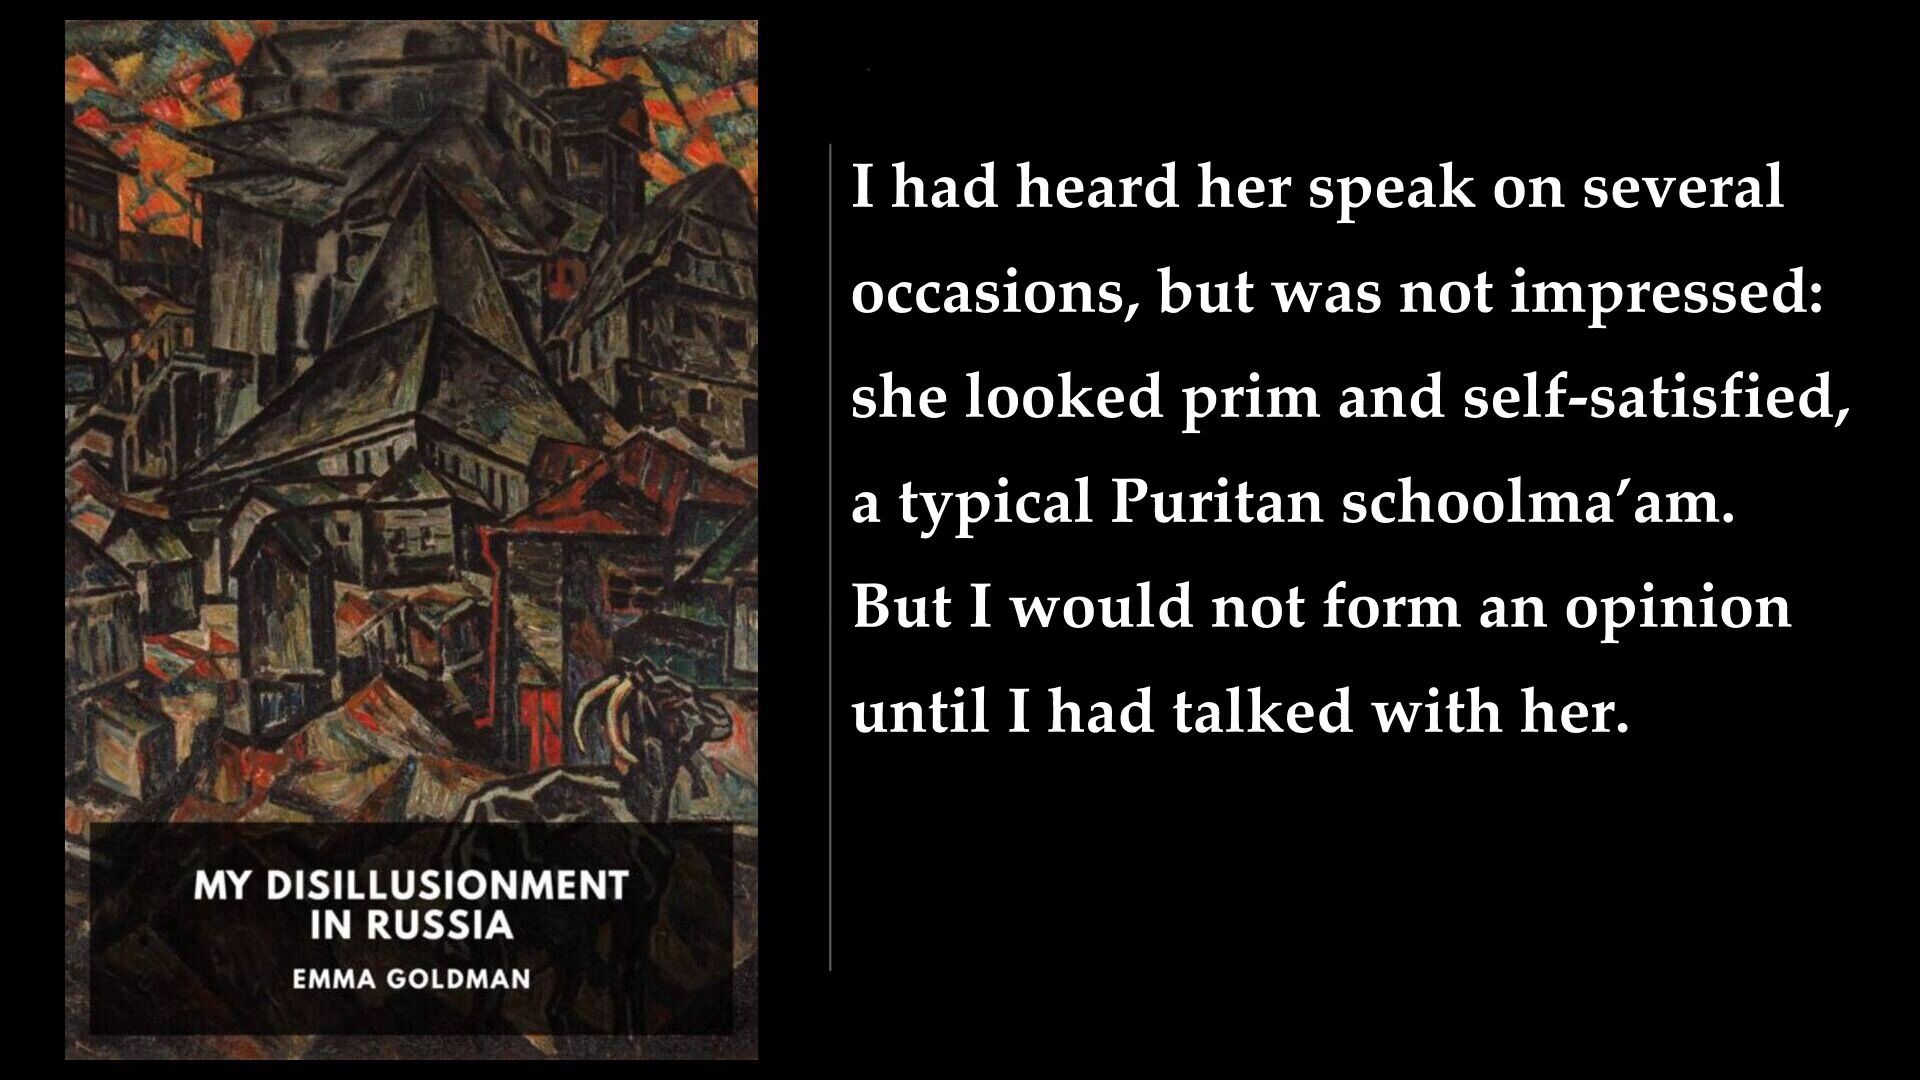 I had heard her speak on several
occasions, but was not impressed:
she looked prim and self-satisfied,
a typical Puritan schoolma’am.
But I would not form an opinion
until I had talked with her.
MY DISILLUSIONMENT
IN RUSSIA
EMMA GOLDMAN